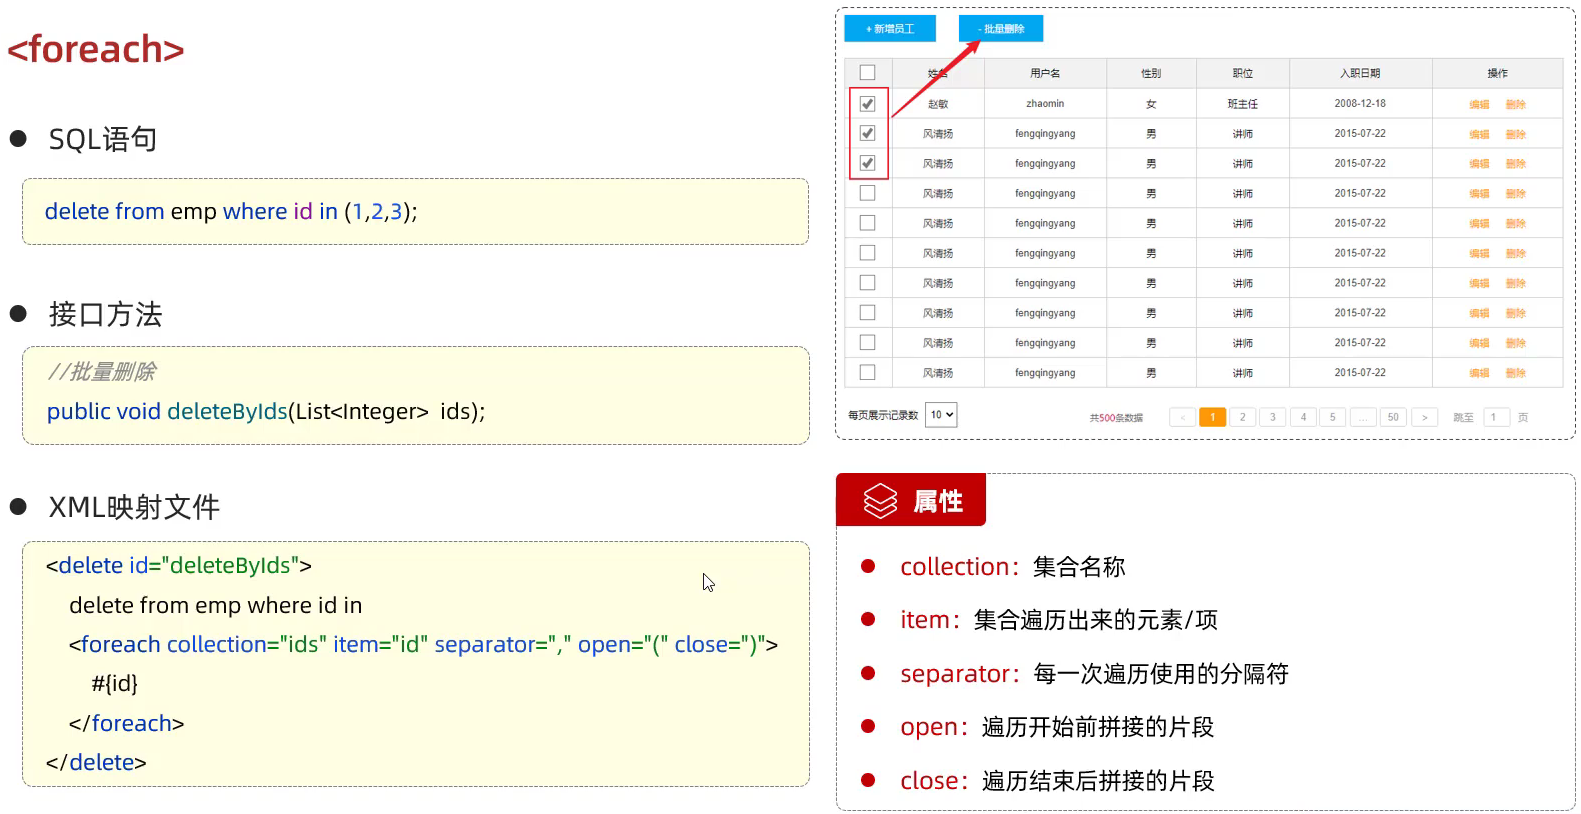 <foreach>
SQL语句
delete from emp where id in (1,2,3);
接口方法
//批量删除
public void deleteByIds(List<Integer> ids);
XML映射文件
<delete id="deleteByIds">
delete from emp where id in
<foreach collection="ids" item="id" separator="," open="(" close=")">
#{id}
</foreach>
</delete>
+ 新增员工 - 批量删除
姓名 用户名 性别 职位 入职日期 操作
赵敏 zhaomin 女 班主任 2008-12-18 编辑 删除
风清扬 fengqingyang 男 讲师 2015-07-22 编辑 删除
风清扬 fengqingyang 男 讲师 2015-07-22 编辑 删除
风清扬 fengqingyang 男 讲师 2015-07-22 编辑 删除
风清扬 fengqingyang 男 讲师 2015-07-22 编辑 删除
风清扬 fengqingyang 男 讲师 2015-07-22 编辑 删除
风清扬 fengqingyang 男 讲师 2015-07-22 编辑 删除
风清扬 fengqingyang 男 讲师 2015-07-22 编辑 删除
风清扬 fengqingyang 男 讲师 2015-07-22 编辑 删除
风清扬 fengqingyang 男 讲师 2015-07-22 编辑 删除
每页展示记录数 10 共500条数据 < 1 2 3 4 5 ... 50 > 跳至 1 页
属性
collection：集合名称
item：集合遍历出来的元素/项
separator：每一次遍历使用的分隔符
open：遍历开始前拼接的片段
close：遍历结束后拼接的片段